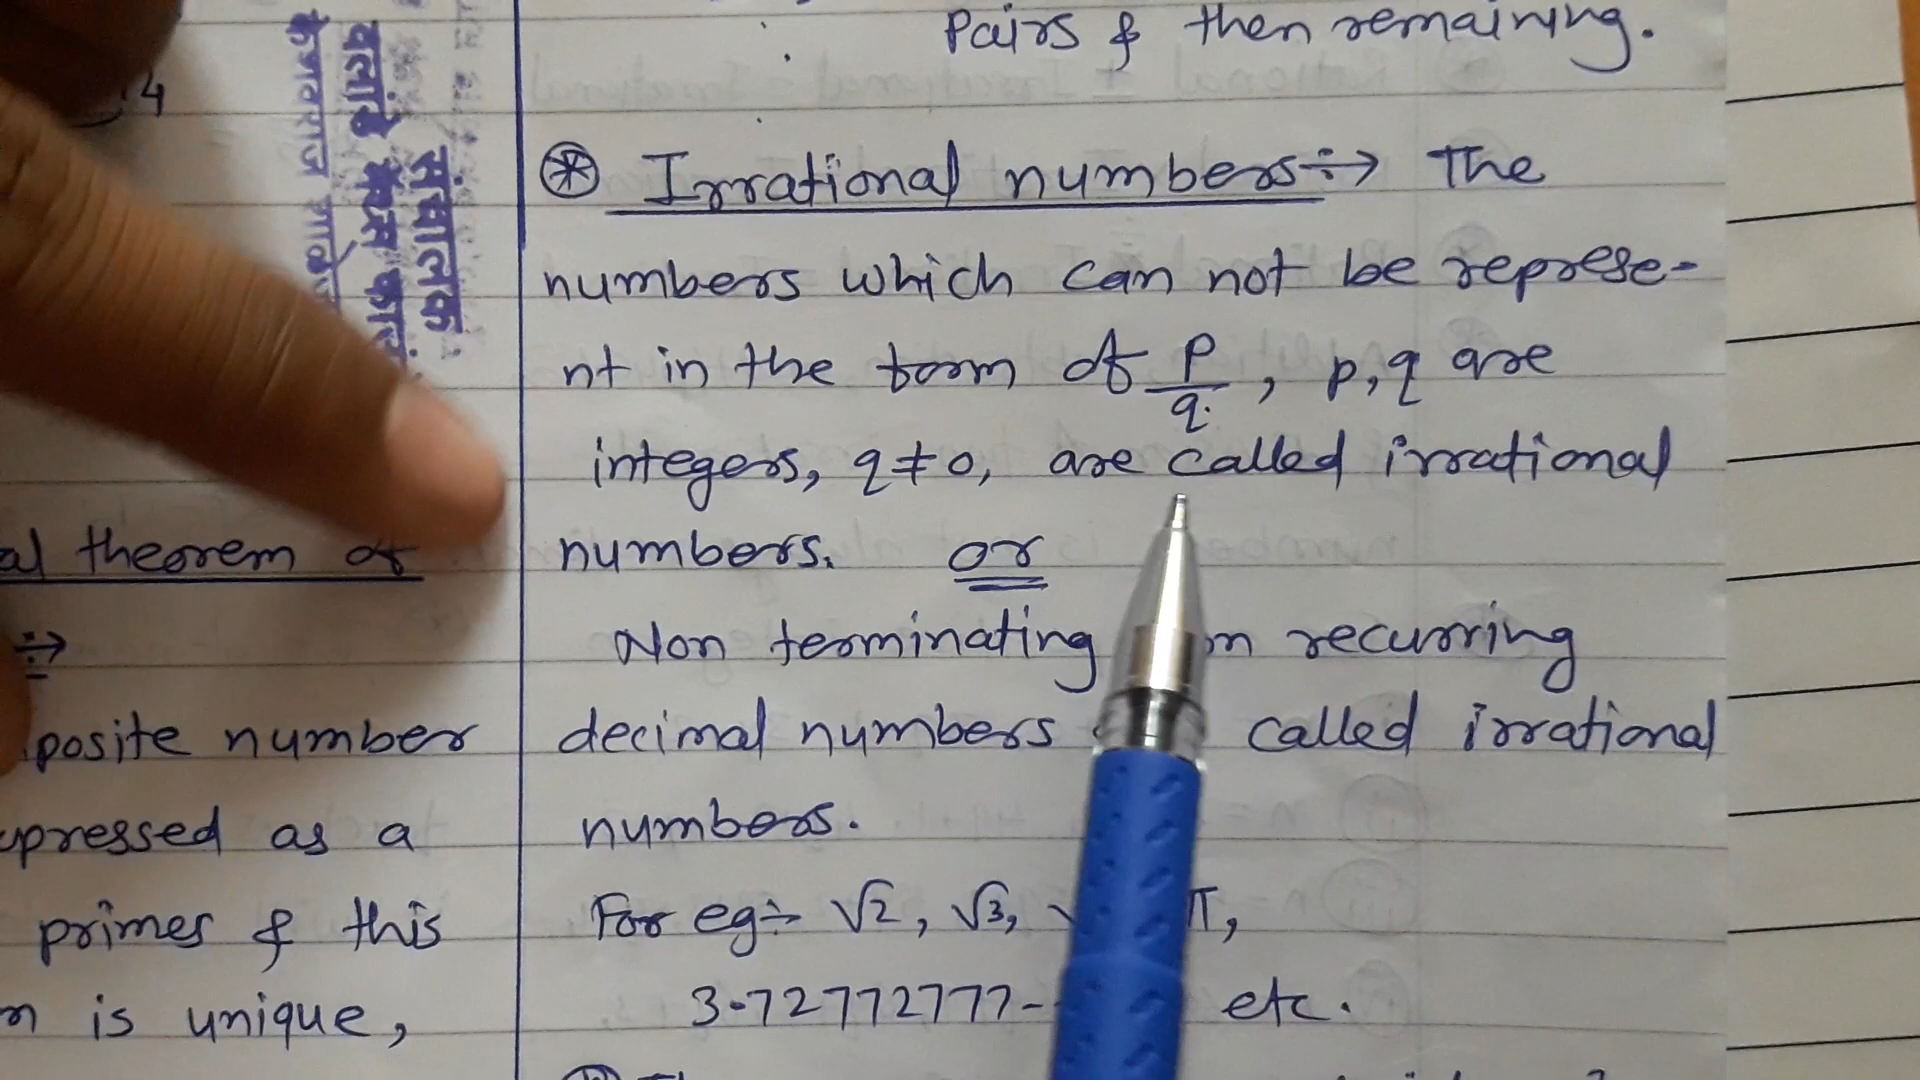 4
al theorem of
posite number
pressed as a
primes & this
is unique,
संचालक
क्लास
Pairs & then remaining.
Irrational numbers:→ The
numbers which can not be represe-
nt in the form of p/q, p,q are
integers, q≠0, are called irrational
numbers. or
Non terminating recurring
decimal numbers called irrational
numbers.
For eg:- √2, √3, π,
3.72772777- etc.